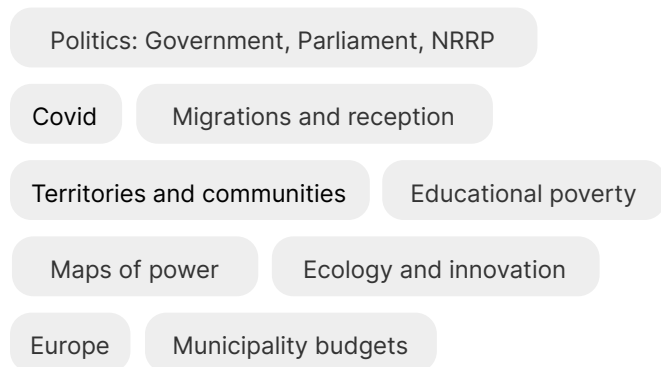 Politics: Government, Parliament, NRRP
Covid
Migrations and reception
Territories and communities
Educational poverty
Maps of power
Ecology and innovation
Europe
Municipality budgets